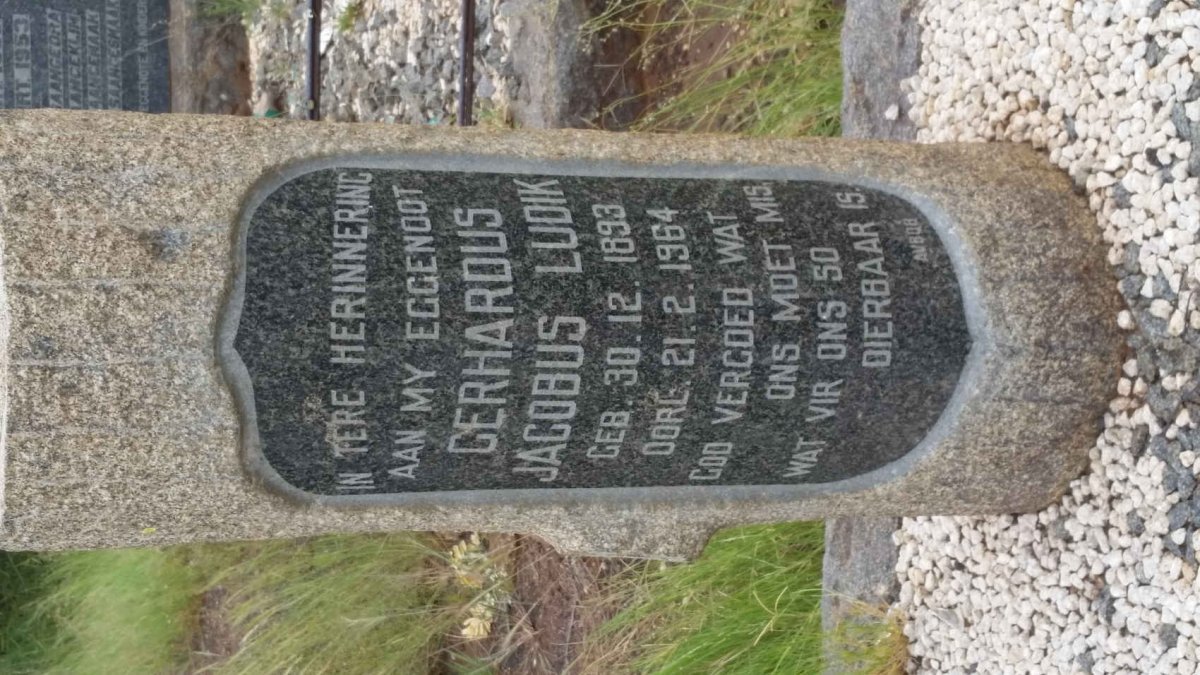 IN TERE HERINNERING
AAN MY EGGENOOT
GERHARDUS
JACOBUS LUDIK
GEB. 30.12.1893
OORL. 21.2.1964
GOD VERGOED WAT
ONS MOET MIS.
WAT VIR ONS SO
DIERBAAR IS.